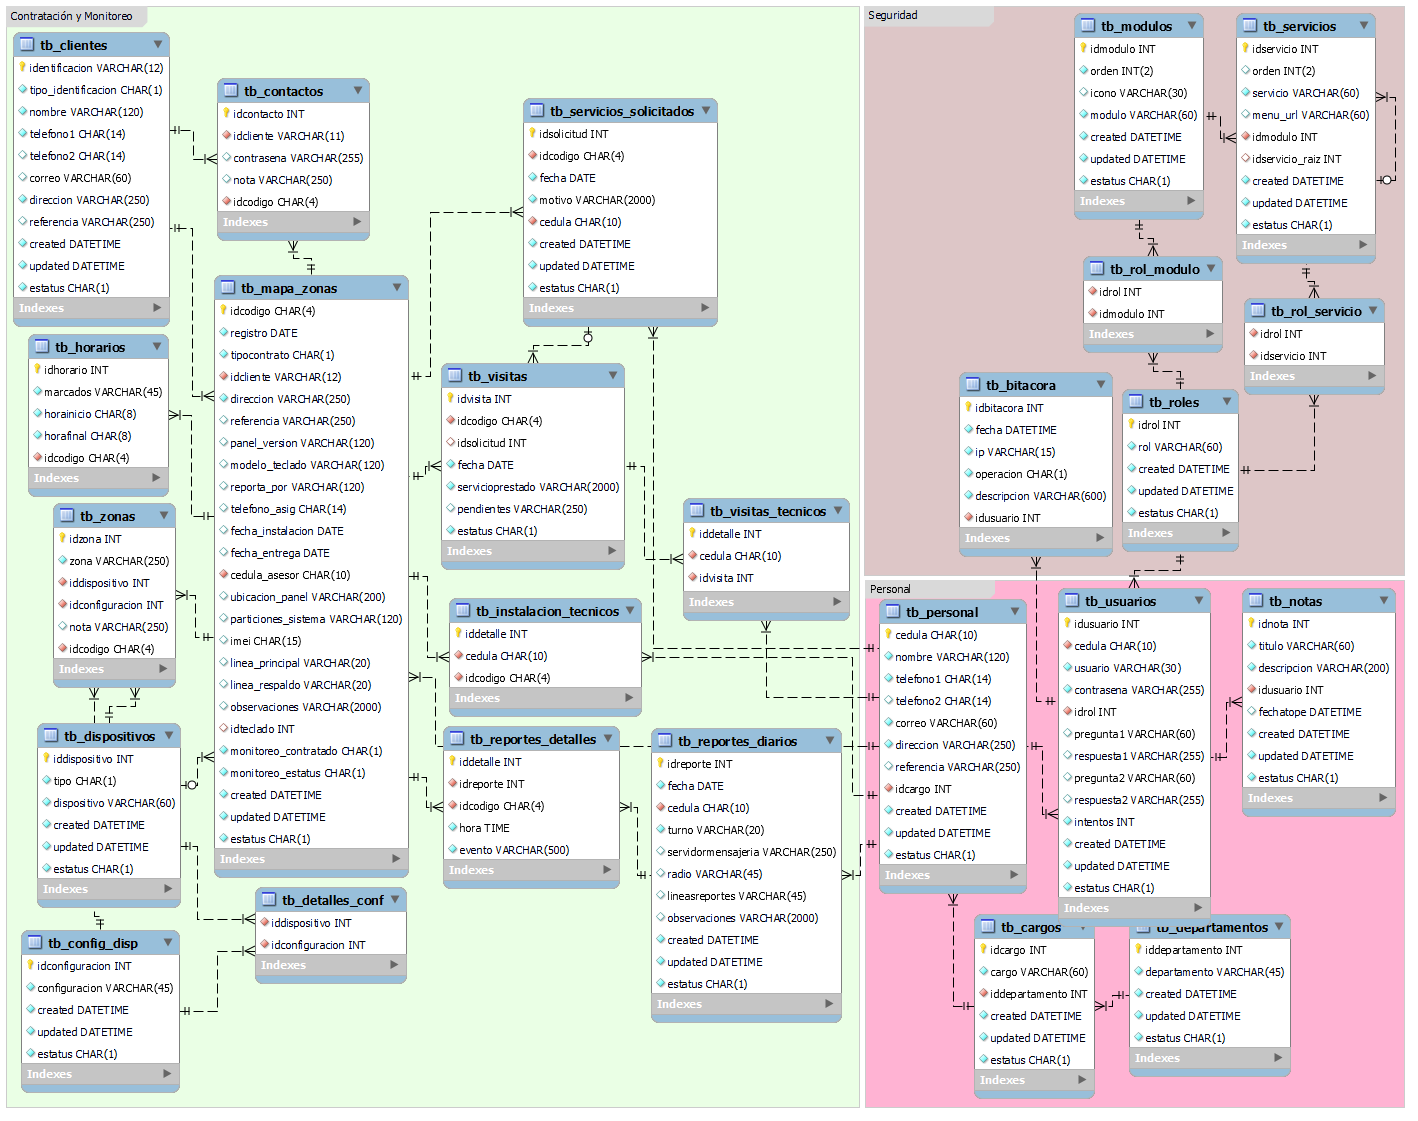 Contratación y Monitoreo
tb_clientes
identificacion VARCHAR(12)
tipo_identificacion CHAR(1)
nombre VARCHAR(120)
telefono1 CHAR(14)
telefono2 CHAR(14)
correo VARCHAR(60)
direccion VARCHAR(250)
referencia VARCHAR(250)
created DATETIME
updated DATETIME
estatus CHAR(1)
Indexes
tb_contactos
idcontacto INT
idcliente VARCHAR(11)
contrasena VARCHAR(255)
nota VARCHAR(250)
idcodigo CHAR(4)
Indexes
tb_servicios_solicitados
idsolicitud INT
idcodigo CHAR(4)
fecha DATE
motivo VARCHAR(2000)
cedula CHAR(10)
created DATETIME
updated DATETIME
estatus CHAR(1)
Indexes
tb_horarios
idhorario INT
marcados VARCHAR(45)
horainicio CHAR(8)
horafinal CHAR(8)
idcodigo CHAR(4)
Indexes
tb_mapa_zonas
idcodigo CHAR(4)
registro DATE
tipocontrato CHAR(1)
idcliente VARCHAR(12)
direccion VARCHAR(250)
referencia VARCHAR(250)
panel_version VARCHAR(120)
modelo_teclado VARCHAR(120)
reporta_por VARCHAR(120)
telefono_asig CHAR(14)
fecha_instalacion DATE
fecha_entrega DATE
cedula_asesor CHAR(10)
ubicacion_panel VARCHAR(200)
particiones_sistema VARCHAR(120)
imei CHAR(15)
linea_principal VARCHAR(20)
linea_respaldo VARCHAR(20)
observaciones VARCHAR(2000)
idteclado INT
monitoreo_contratado CHAR(1)
monitoreo_estatus CHAR(1)
created DATETIME
updated DATETIME
estatus CHAR(1)
Indexes
tb_visitas
idvisita INT
idcodigo CHAR(4)
idsolicitud INT
fecha DATE
servicioprestado VARCHAR(2000)
pendientes VARCHAR(250)
estatus CHAR(1)
Indexes
tb_zonas
idzona INT
zona VARCHAR(250)
iddispositivo INT
idconfiguracion INT
nota VARCHAR(250)
idcodigo CHAR(4)
Indexes
tb_visitas_tecnicos
iddetalle INT
cedula CHAR(10)
idvisita INT
Indexes
tb_instalacion_tecnicos
iddetalle INT
cedula CHAR(10)
idcodigo CHAR(4)
Indexes
tb_dispositivos
iddispositivo INT
tipo CHAR(1)
dispositivo VARCHAR(60)
created DATETIME
updated DATETIME
estatus CHAR(1)
Indexes
tb_reportes_detalles
iddetalle INT
idreporte INT
idcodigo CHAR(4)
hora TIME
evento VARCHAR(500)
Indexes
tb_reportes_diarios
idreporte INT
fecha DATE
cedula CHAR(10)
turno VARCHAR(20)
servidormensajeria VARCHAR(250)
radio VARCHAR(45)
lineasreportes VARCHAR(45)
observaciones VARCHAR(2000)
created DATETIME
updated DATETIME
estatus CHAR(1)
Indexes
tb_detalles_conf
iddispositivo INT
idconfiguracion INT
Indexes
tb_config_disp
idconfiguracion INT
configuracion VARCHAR(45)
created DATETIME
updated DATETIME
estatus CHAR(1)
Indexes
Seguridad
tb_modulos
idmodulo INT
orden INT(2)
icono VARCHAR(30)
modulo VARCHAR(60)
created DATETIME
updated DATETIME
estatus CHAR(1)
Indexes
tb_servicios
idservicio INT
orden INT(2)
servicio VARCHAR(60)
menu_url VARCHAR(60)
idmodulo INT
idservicio_raiz INT
created DATETIME
updated DATETIME
estatus CHAR(1)
Indexes
tb_rol_modulo
idrol INT
idmodulo INT
Indexes
tb_rol_servicio
idrol INT
idservicio INT
Indexes
tb_bitacora
idbitacora INT
fecha DATETIME
ip VARCHAR(15)
operacion CHAR(1)
descripcion VARCHAR(600)
idusuario INT
Indexes
tb_roles
idrol INT
rol VARCHAR(60)
created DATETIME
updated DATETIME
estatus CHAR(1)
Indexes
Personal
tb_personal
cedula CHAR(10)
nombre VARCHAR(120)
telefono1 CHAR(14)
telefono2 CHAR(14)
correo VARCHAR(60)
direccion VARCHAR(250)
referencia VARCHAR(250)
idcargo INT
created DATETIME
updated DATETIME
estatus CHAR(1)
Indexes
tb_usuarios
idusuario INT
cedula CHAR(10)
usuario VARCHAR(30)
contrasena VARCHAR(255)
idrol INT
pregunta1 VARCHAR(60)
respuesta1 VARCHAR(255)
pregunta2 VARCHAR(60)
respuesta2 VARCHAR(255)
intentos INT
created DATETIME
updated DATETIME
estatus CHAR(1)
Indexes
tb_notas
idnota INT
titulo VARCHAR(60)
descripcion VARCHAR(200)
idusuario INT
fechatope DATETIME
created DATETIME
updated DATETIME
estatus CHAR(1)
Indexes
tb_cargos
idcargo INT
cargo VARCHAR(60)
iddepartamento INT
created DATETIME
updated DATETIME
estatus CHAR(1)
Indexes
tb_departamentos
iddepartamento INT
departamento VARCHAR(45)
created DATETIME
updated DATETIME
estatus CHAR(1)
Indexes